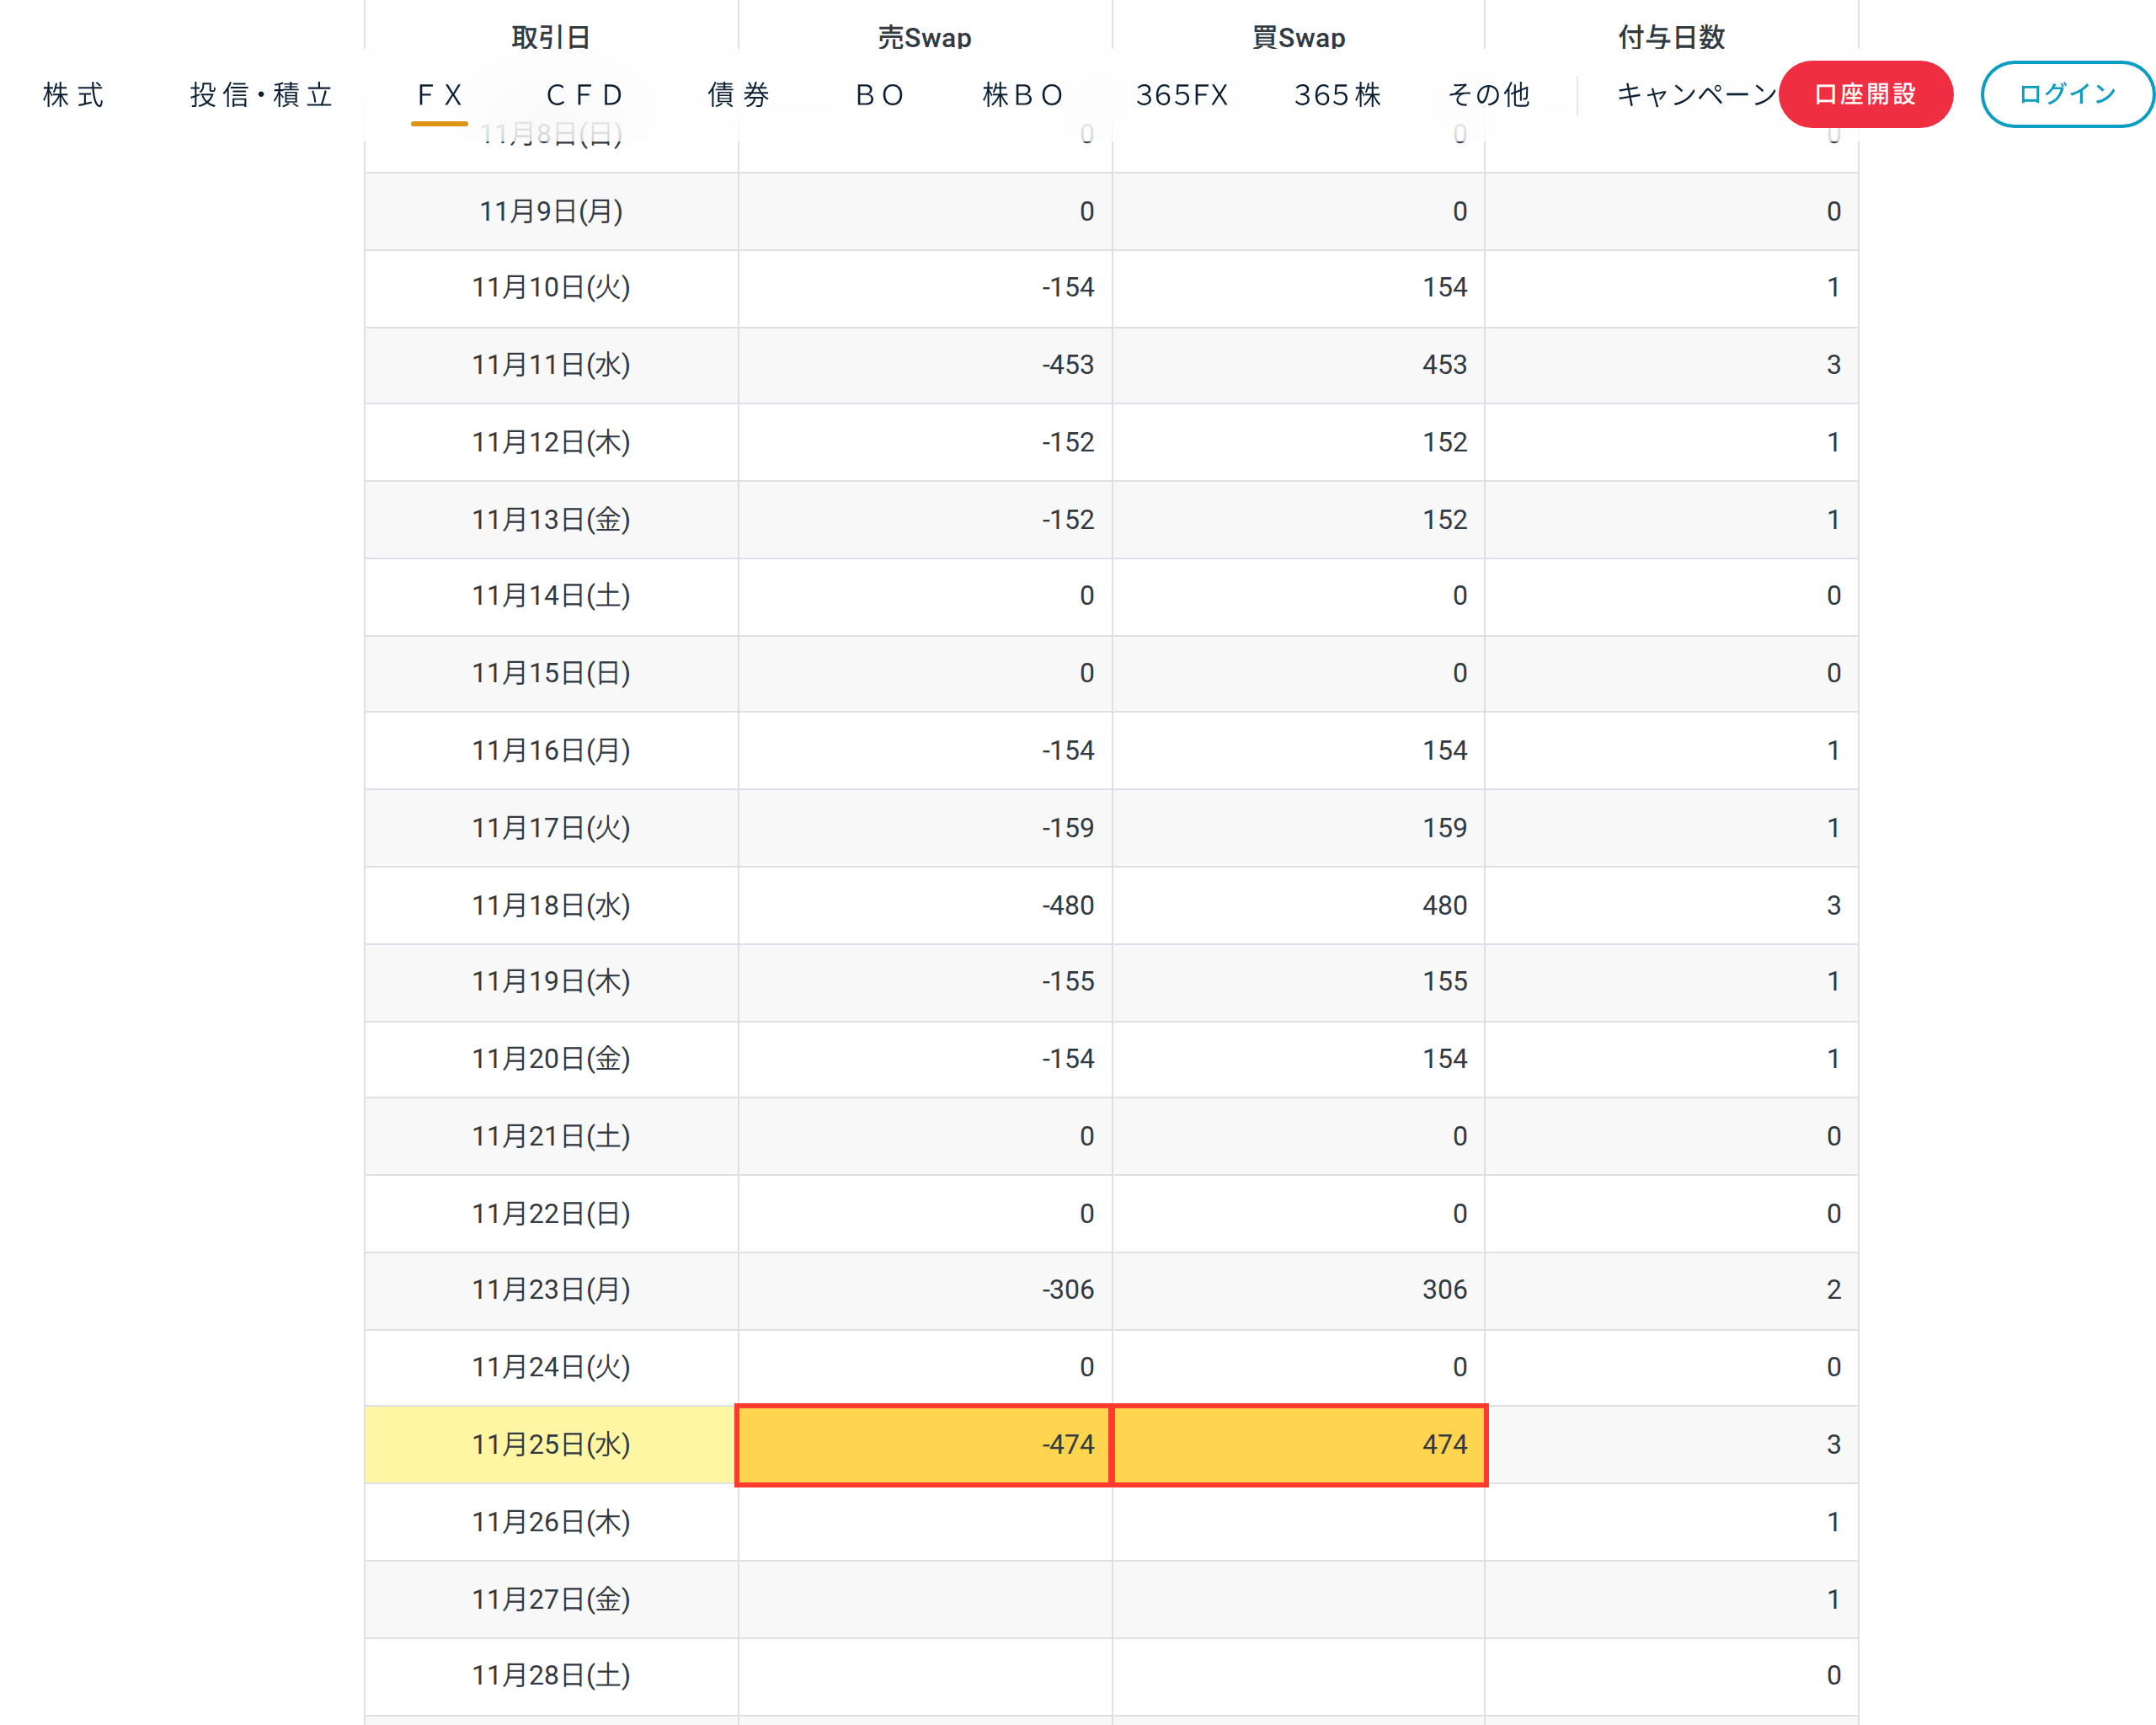 取引日 売Swap 買Swap 付与日数
株式 投信・積立 FX CFD 債券 BO 株BO 365FX 365株 その他 キャンペーン 口座開設 ログイン
11月8日(日) 0 0 0
11月9日(月) 0 0 0
11月10日(火) -154 154 1
11月11日(水) -453 453 3
11月12日(木) -152 152 1
11月13日(金) -152 152 1
11月14日(土) 0 0 0
11月15日(日) 0 0 0
11月16日(月) -154 154 1
11月17日(火) -159 159 1
11月18日(水) -480 480 3
11月19日(木) -155 155 1
11月20日(金) -154 154 1
11月21日(土) 0 0 0
11月22日(日) 0 0 0
11月23日(月) -306 306 2
11月24日(火) 0 0 0
11月25日(水) -474 474 3
11月26日(木) 1
11月27日(金) 1
11月28日(土) 0